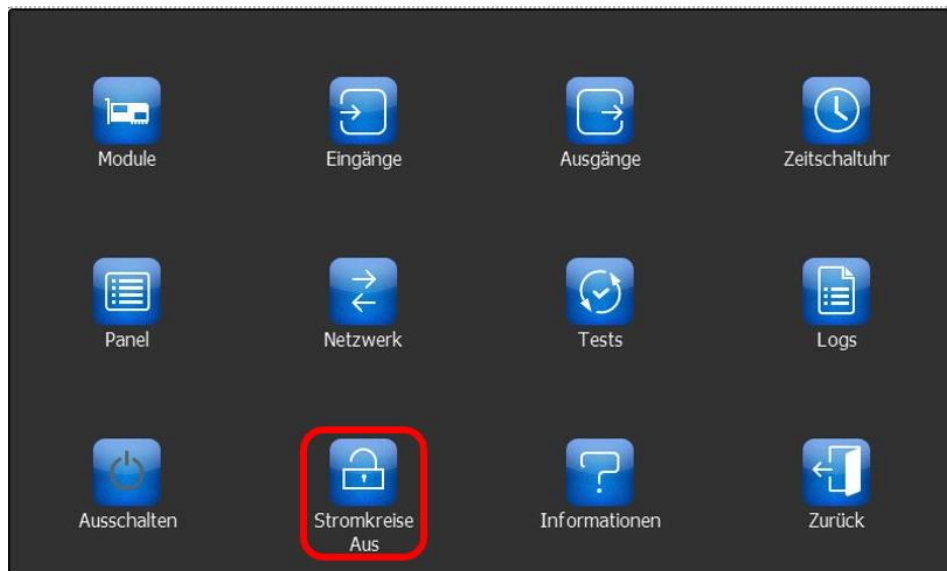 Module
Eingänge
Ausgänge
Zeitschaltuhr
Panel
Netzwerk
Tests
Logs
Ausschalten
Stromkreise
Aus
Informationen
Zurück